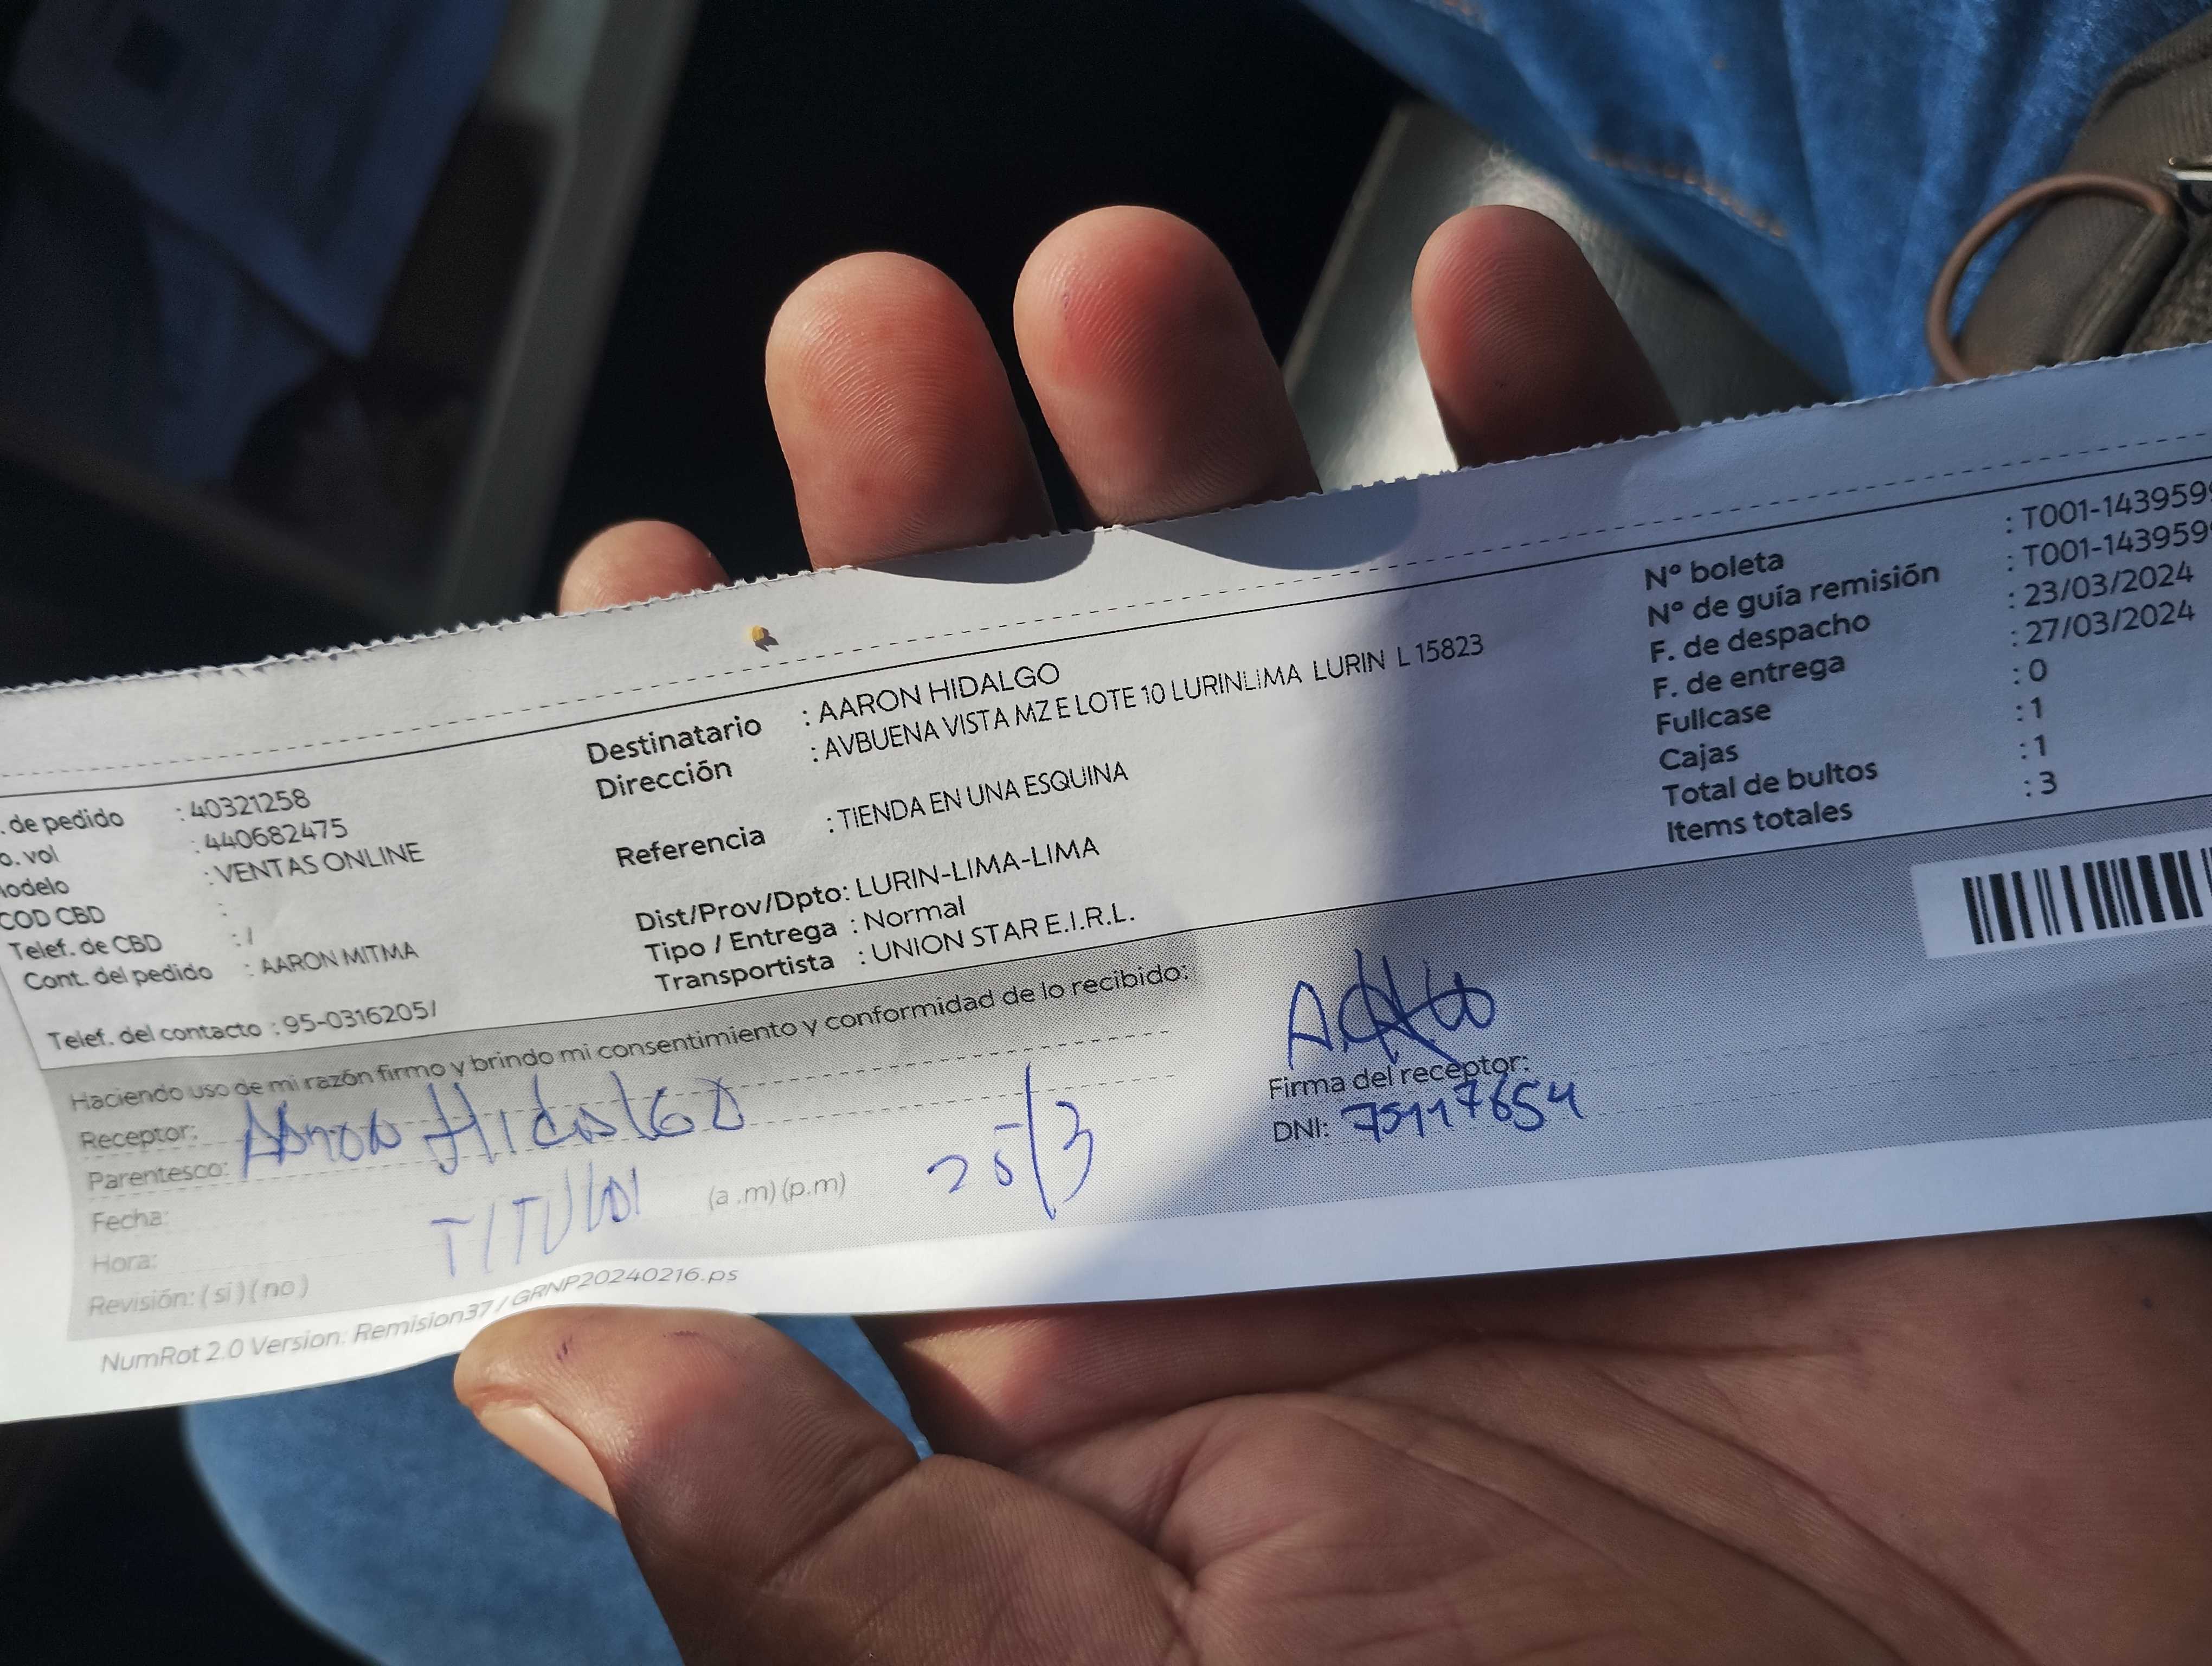 . de pedido : 40321258
o. vol : 440682475
odelo : VENTAS ONLINE
COD CBD :
Telef. de CBD : /
Cont. del pedido : AARON MITMA
Telef. del contacto : 95-0316205/
Destinatario : AARON HIDALGO
Dirección : AVBUENA VISTA MZ E LOTE 10 LURINLIMA LURIN L 15823
Referencia : TIENDA EN UNA ESQUINA
Dist/Prov/Dpto: LURIN-LIMA-LIMA
Tipo / Entrega : Normal
Transportista : UNION STAR E.I.R.L.
Nº boleta : T001-1439599
Nº de guía remisión : T001-1439599
F. de despacho : 23/03/2024
F. de entrega : 27/03/2024
Fullcase : 0
Cajas : 1
Total de bultos : 1
Items totales : 3
Haciendo uso de mi razón firmo y brindo mi consentimiento y conformidad de lo recibido:
Receptor: Aaron Hidalgo
Parentesco: TITULAR
Fecha: 25/3
Hora: (a .m) (p.m)
Revisión: ( si ) ( no )
Firma del receptor:
DNI: 75117654
NumRot 2.0 Version: Remision37 / GRNP20240216.ps